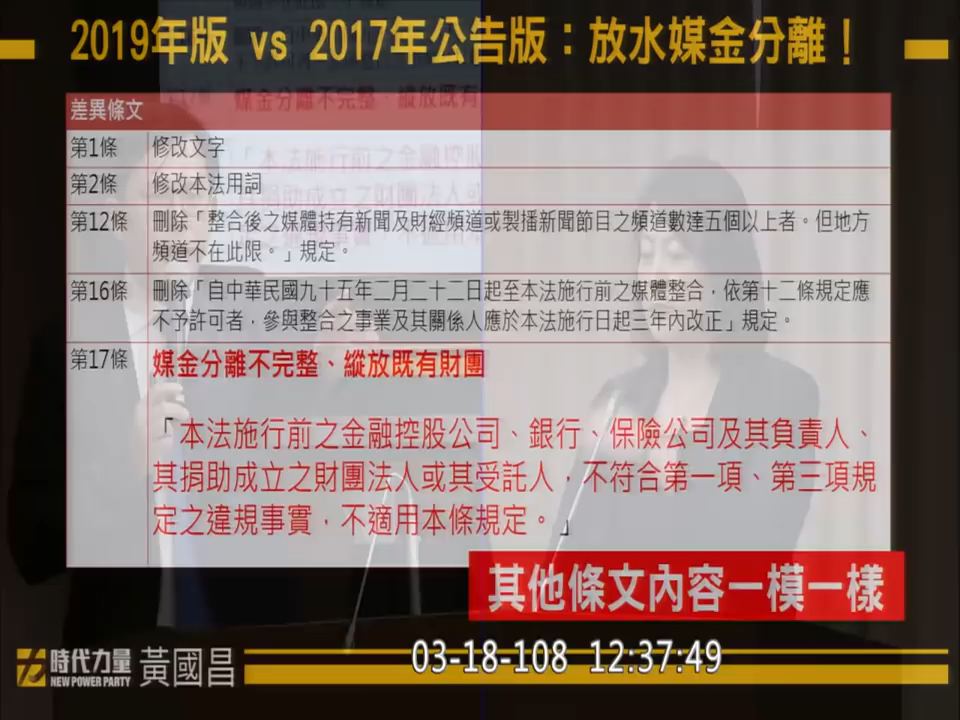 2019年版 vs 2017年公告版：放水媒金分離！
差異條文
第1條 修改文字
第2條 修改本法用詞
第12條 刪除「整合後之媒體持有新聞及財經頻道或製播新聞節目之頻道數達五個以上者。但地方
頻道不在此限。」規定。
第16條 刪除「自中華民國九十五年二月二十二日起至本法施行前之媒體整合，依第十二條規定應
不予許可者，參與整合之事業及其關係人應於本法施行日起三年內改正」規定。
第17條 媒金分離不完整、縱放既有財團
「本法施行前之金融控股公司、銀行、保險公司及其負責人、
其捐助成立之財團法人或其受託人，不符合第一項、第三項規
定之違規事實，不適用本條規定。」
其他條文內容一模一樣
時代力量 黃國昌
NEW POWER PARTY
03-18-108 12:37:49